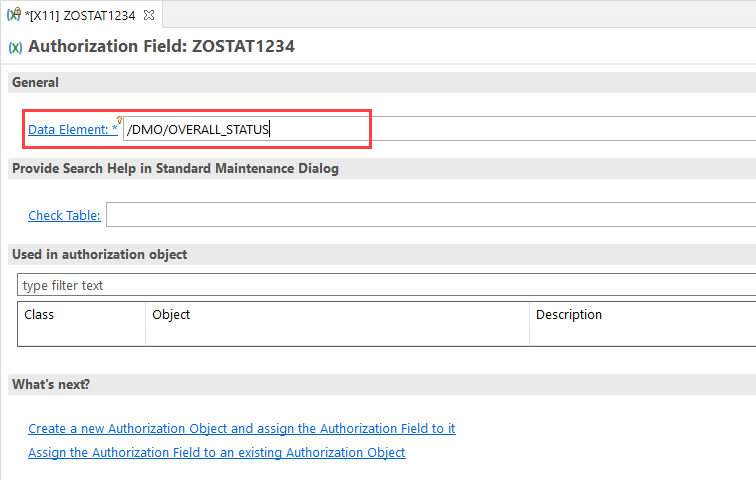 *[X11] ZOSTAT1234
Authorization Field: ZOSTAT1234
General
Data Element: * /DMO/OVERALL_STATUS
Provide Search Help in Standard Maintenance Dialog
Check Table:
Used in authorization object
type filter text
Class Object Description
What's next?
Create a new Authorization Object and assign the Authorization Field to it
Assign the Authorization Field to an existing Authorization Object